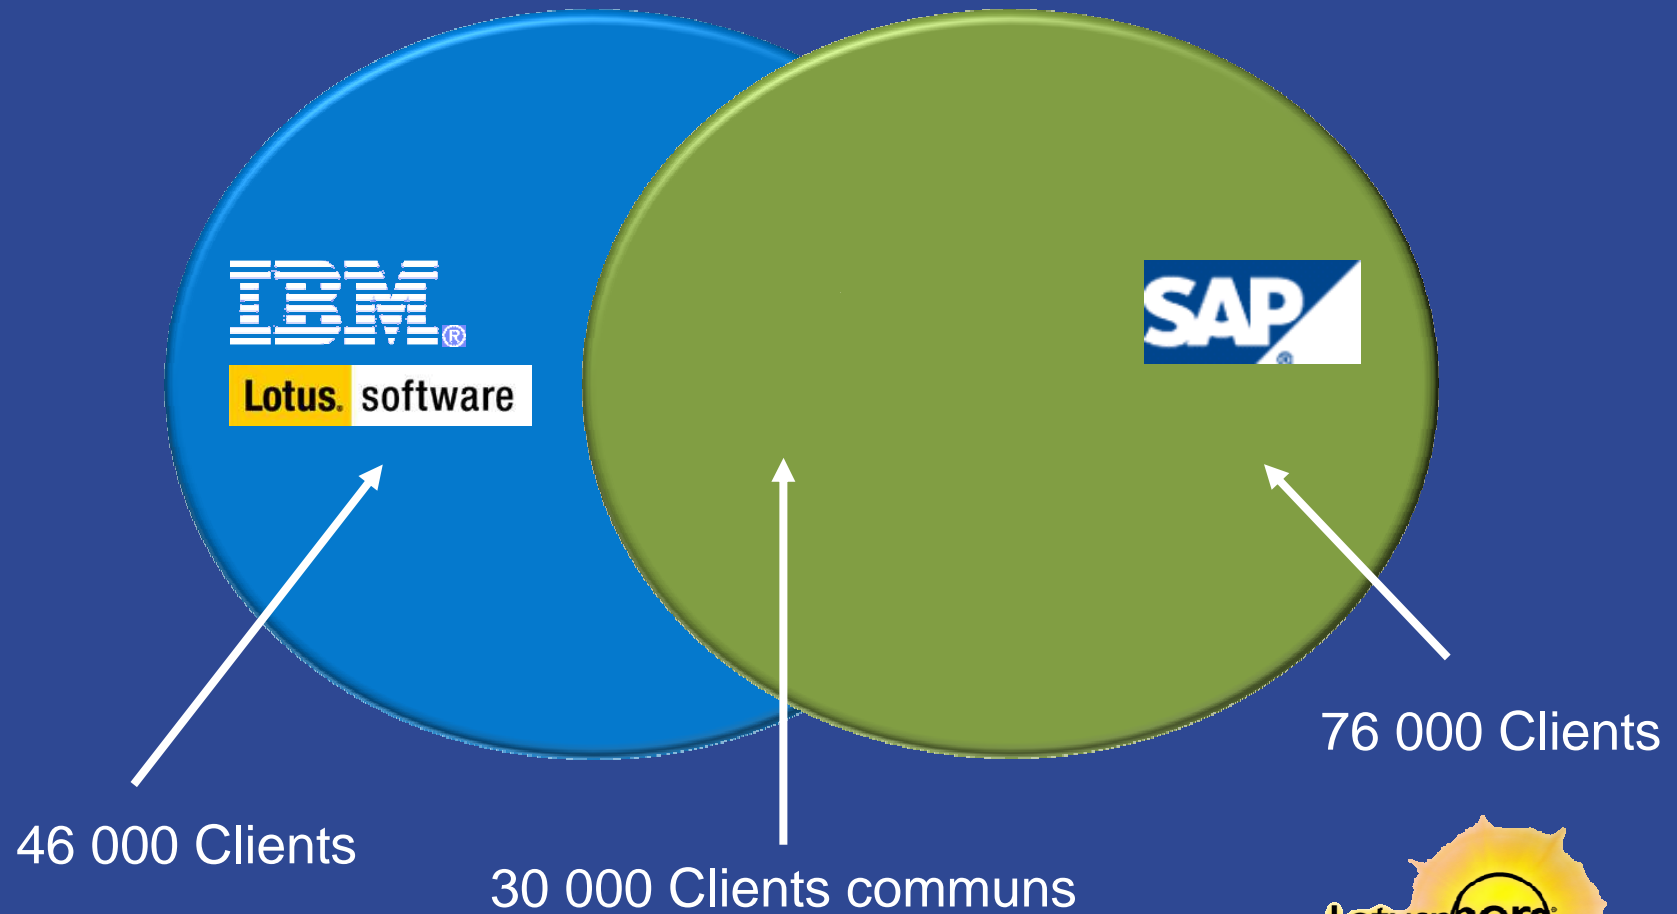 IBM®
SAP®
Lotus. software
76 000 Clients
46 000 Clients
30 000 Clients communs